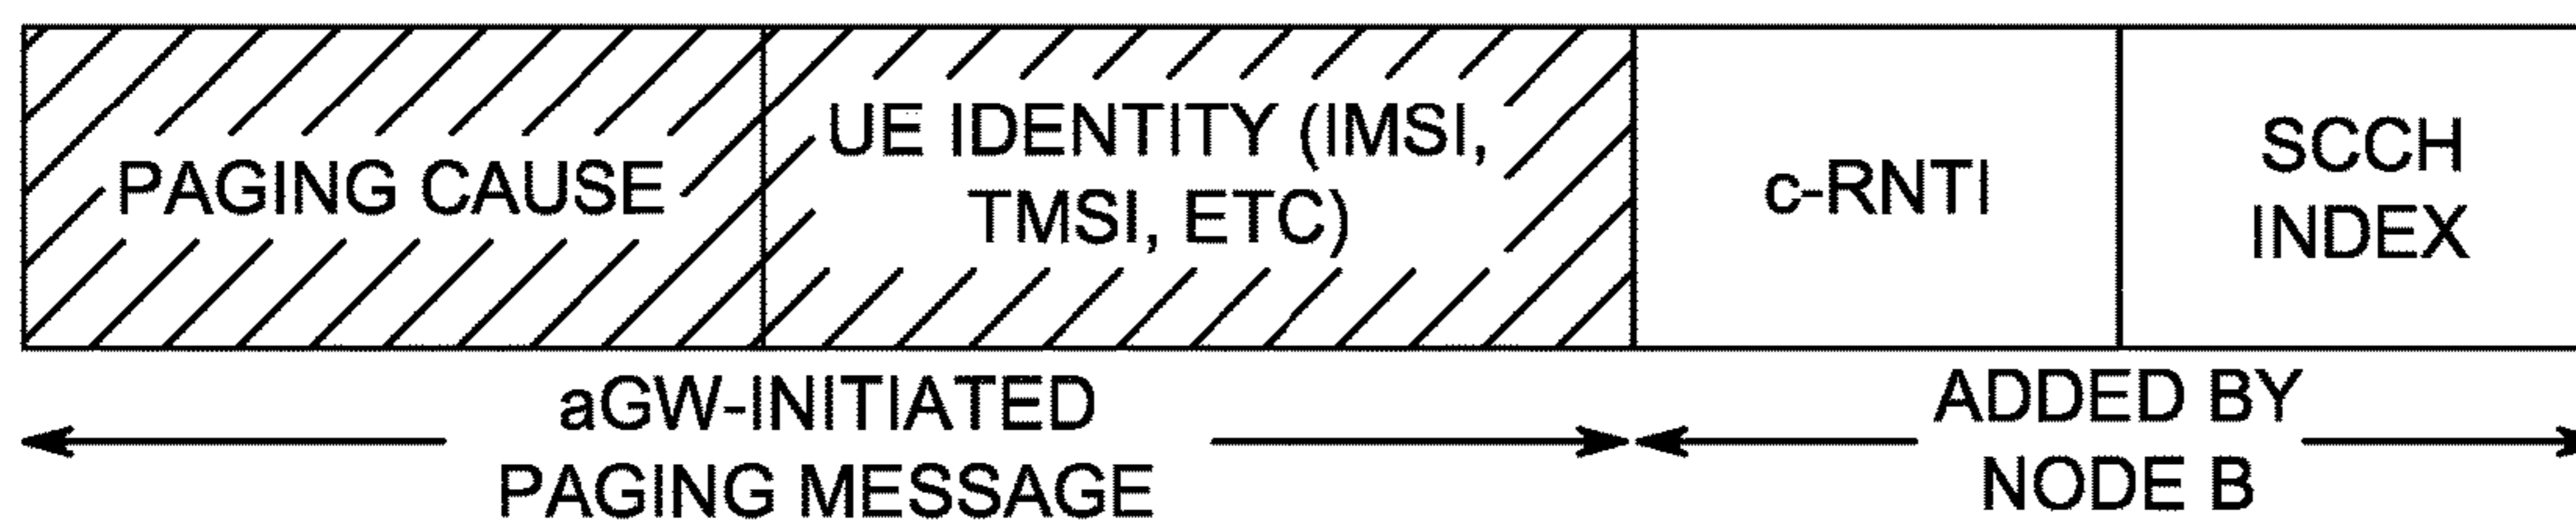 PAGING CAUSE
UE IDENTITY (IMSI,
TMSI, ETC)
c-RNTI
SCCH
INDEX
aGW-INITIATED
PAGING MESSAGE
ADDED BY
NODE B